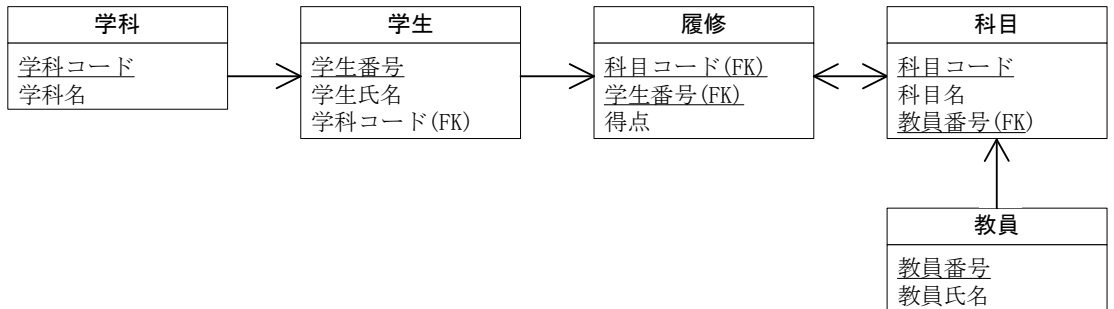 学科
学科コード
学科名
学生
学生番号
学生氏名
学科コード(FK)
履修
科目コード(FK)
学生番号(FK)
得点
科目
科目コード
科目名
教員番号(FK)
教員
教員番号
教員氏名